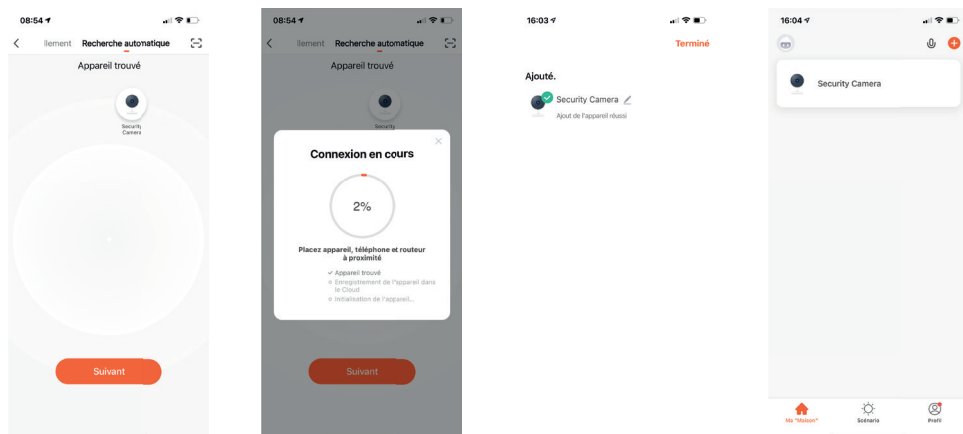 08:54
llement Recherche automatique
Appareil trouvé
Security
Camera
Suivant
08:54
llement Recherche automatique
Appareil trouvé
Security
Connexion en cours
2%
Placez appareil, téléphone et routeur
à proximité
Appareil trouvé
Enregistrement de l'appareil dans
le Cloud
Initialisation de l'appareil...
Suivant
16:03
Terminé
Ajouté.
Security Camera
Ajout de l'appareil réussi
16:04
Security Camera
Ma "Maison"
Scénario
Profil